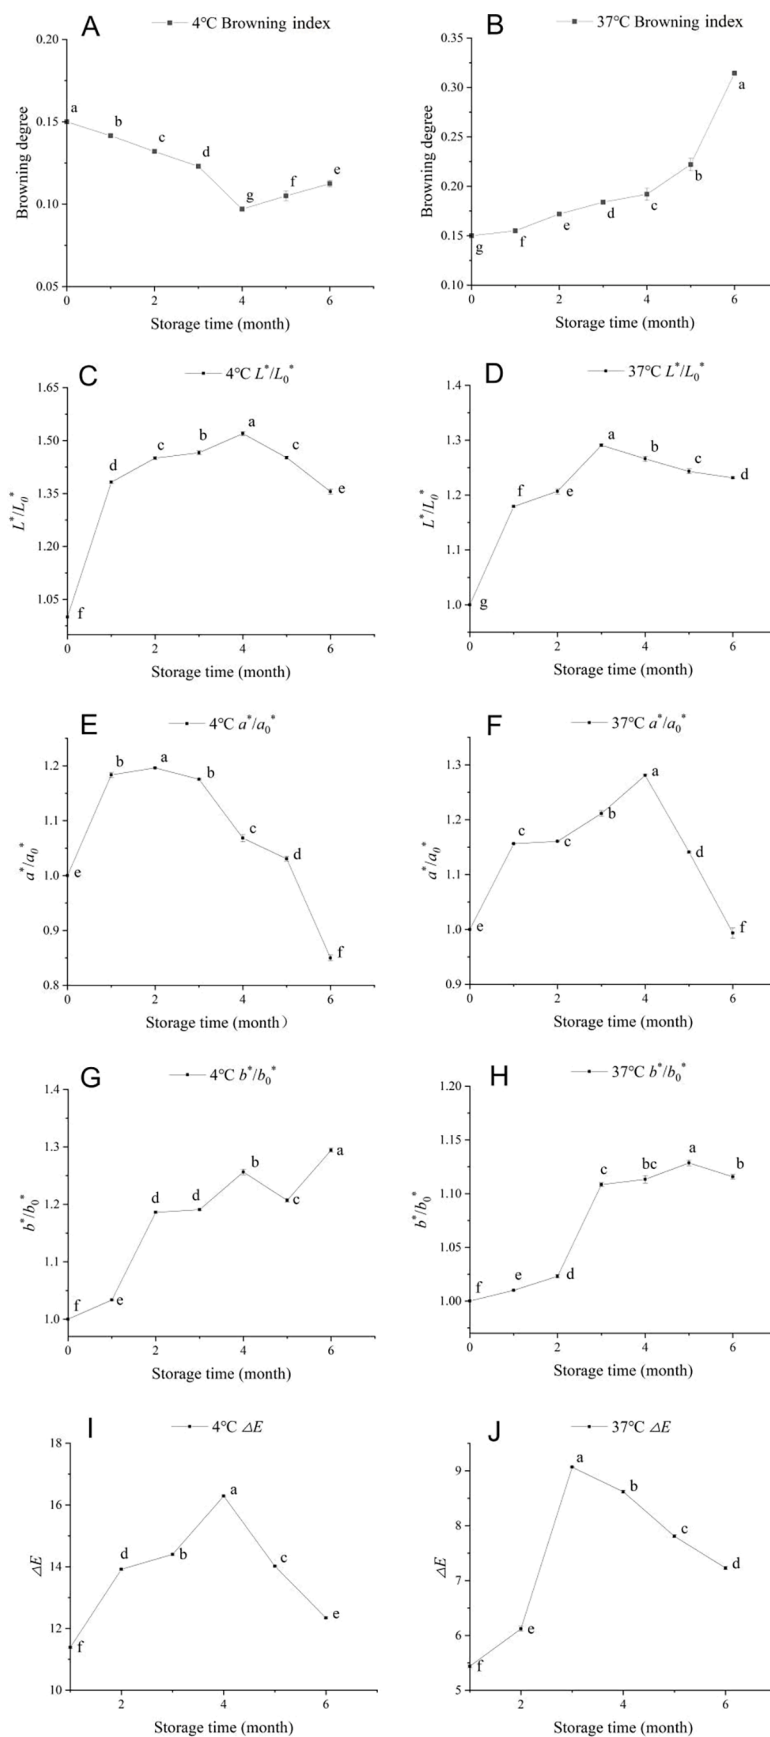 A
4℃ Browning index
0.20
0.15
0.10
0.05
Browning degree
a
b
c
d
g
f
e
0 2 4 6
Storage time (month)
B
37℃ Browning index
0.35
0.30
0.25
0.20
0.15
0.10
Browning degree
g
f
e
d
c
b
a
0 2 4 6
Storage time (month)
C
4℃ L*/L0*
1.65
1.50
1.35
1.20
1.05
L*/L0*
f
d
c
b
a
c
e
0 2 4 6
Storage time (month)
D
37℃ L*/L0*
1.4
1.3
1.2
1.1
1.0
L*/L0*
g
f
e
a
b
c
d
0 2 4 6
Storage time (month)
E
4℃ a*/a0*
1.2
1.1
1.0
0.9
0.8
a*/a0*
e
b
a
b
c
d
f
0 2 4 6
Storage time (month）
F
37℃ a*/a0*
1.3
1.2
1.1
1.0
0.9
a*/a0*
e
c
c
b
a
d
f
0 2 4 6
Storage time (month)
G
4℃ b*/b0*
1.4
1.3
1.2
1.1
1.0
b*/b0*
f
e
d
d
b
c
a
0 2 4 6
Storage time (month)
H
37℃ b*/b0*
1.20
1.15
1.10
1.05
1.00
b*/b0*
f
e
d
c
bc
a
b
0 2 4 6
Storage time (month)
I
4℃ ΔE
18
16
14
12
10
ΔE
f
d
b
a
c
e
2 4 6
Storage time (month)
J
37℃ ΔE
9
8
7
6
5
ΔE
f
e
a
b
c
d
2 4 6
Storage time (month)